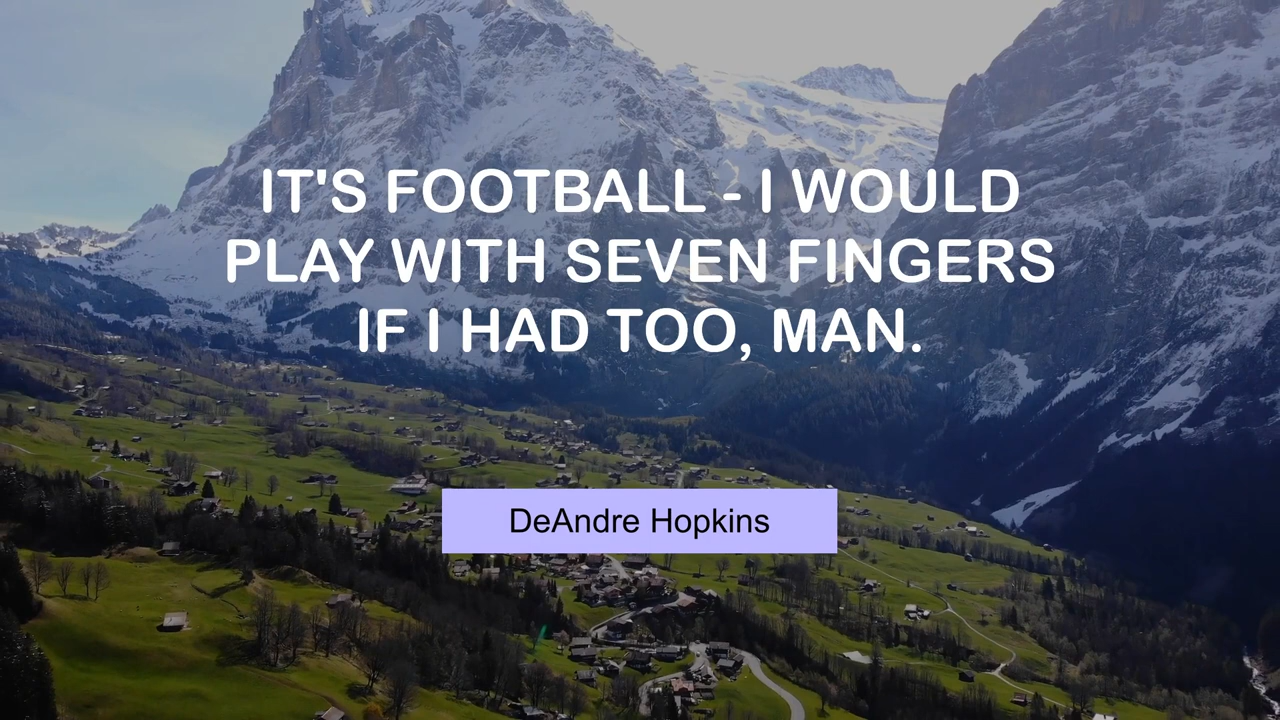 IT'S FOOTBALL - I WOULD
PLAY WITH SEVEN FINGERS
IF I HAD TOO, MAN.
DeAndre Hopkins